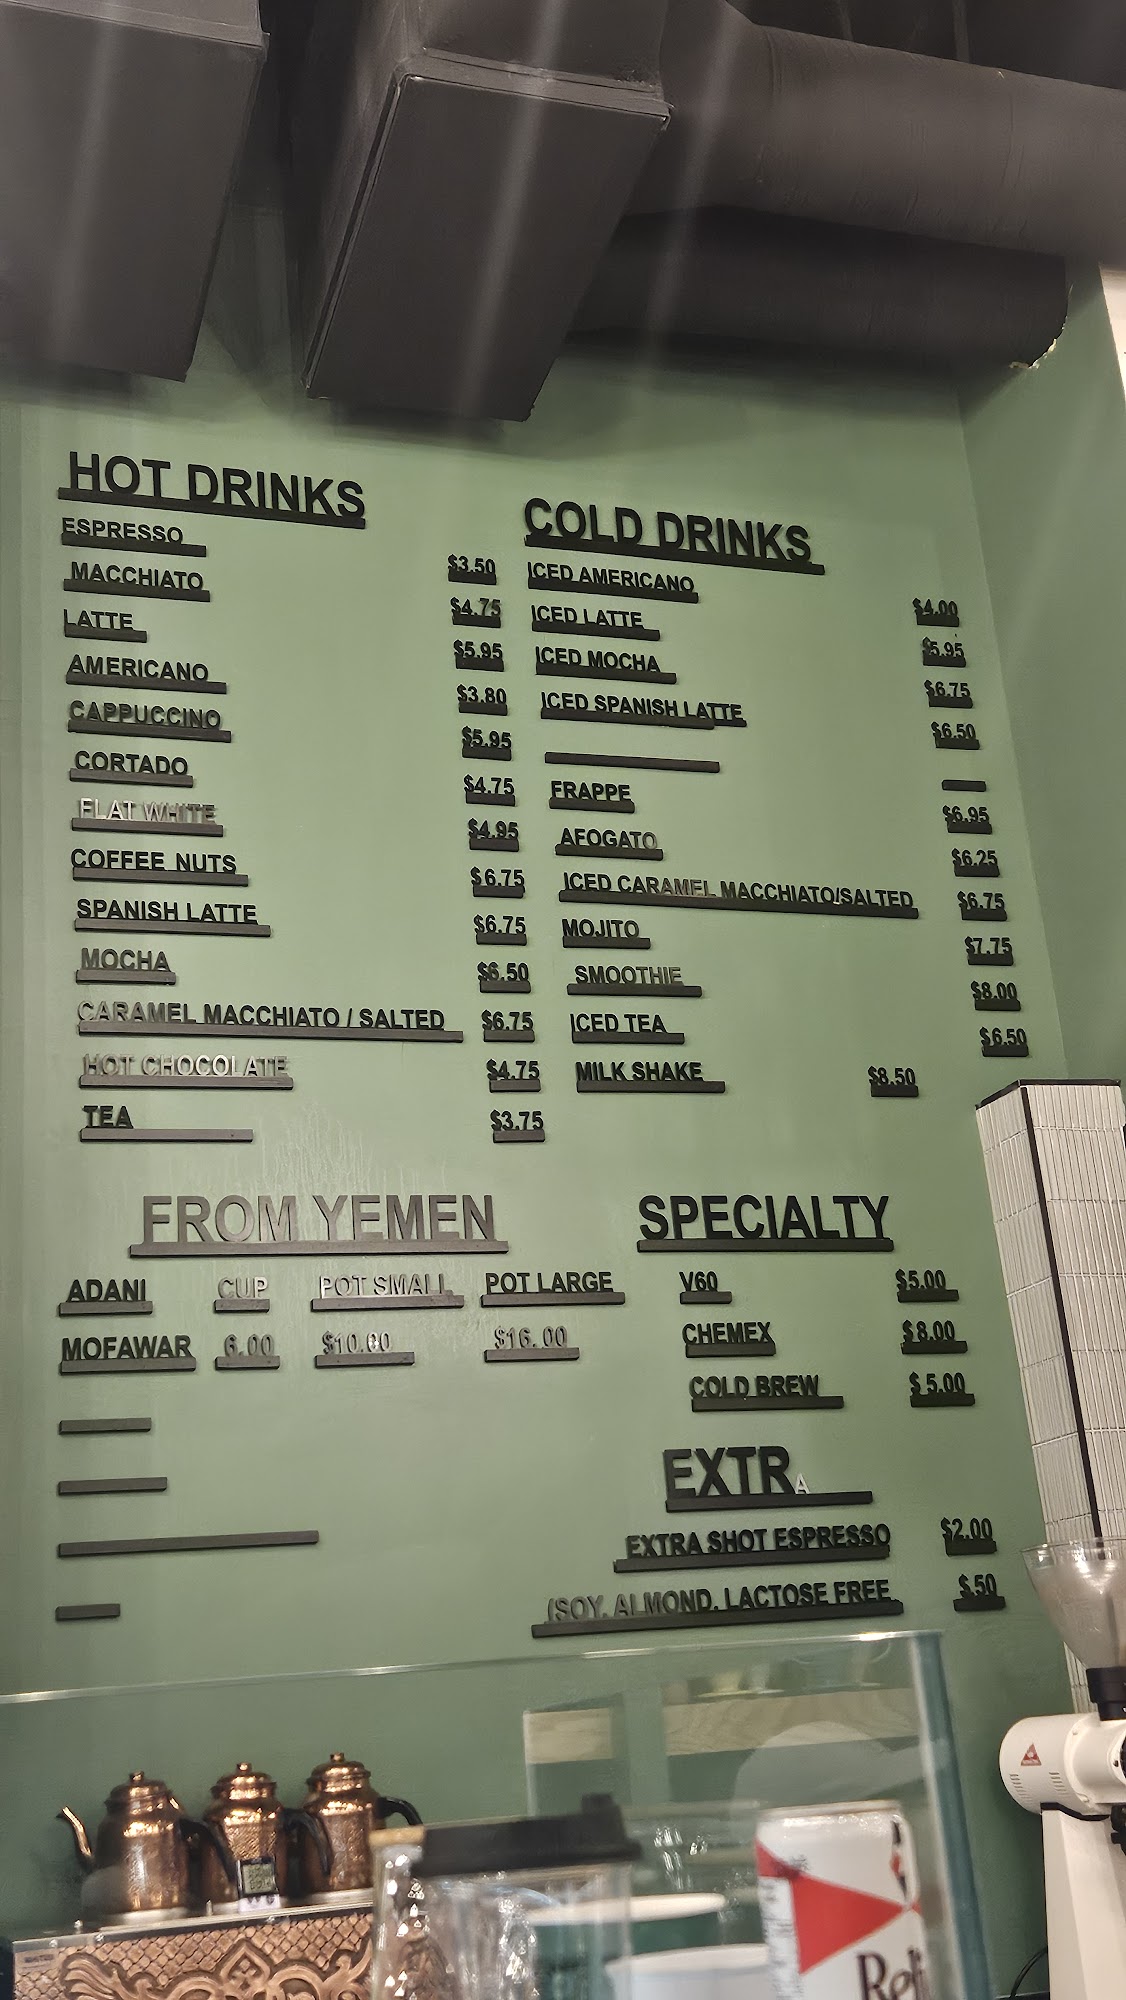 HOT DRINKS
ESPRESSO $3.50
MACCHIATO $4.75
LATTE $5.95
AMERICANO $3.80
CAPPUCCINO $5.95
CORTADO $4.75
FLAT WHITE $4.95
COFFEE NUTS $6.75
SPANISH LATTE $6.75
MOCHA $6.50
CARAMEL MACCHIATO / SALTED $6.75
HOT CHOCOLATE $4.75
TEA $3.75
COLD DRINKS
ICED AMERICANO $4.00
ICED LATTE $5.95
ICED MOCHA $6.75
ICED SPANISH LATTE $6.50
FRAPPE $6.95
AFOGATO $6.25
ICED CARAMEL MACCHIATO/SALTED $6.75
MOJITO $7.75
SMOOTHIE $8.00
ICED TEA $6.50
MILK SHAKE $8.50
FROM YEMEN
ADANI CUP POT SMALL POT LARGE
MOFAWAR 6.00 $10.00 $16.00
SPECIALTY
V60 $5.00
CHEMEX $8.00
COLD BREW $5.00
EXTRA
EXTRA SHOT ESPRESSO $2.00
(SOY, ALMOND, LACTOSE FREE $.50